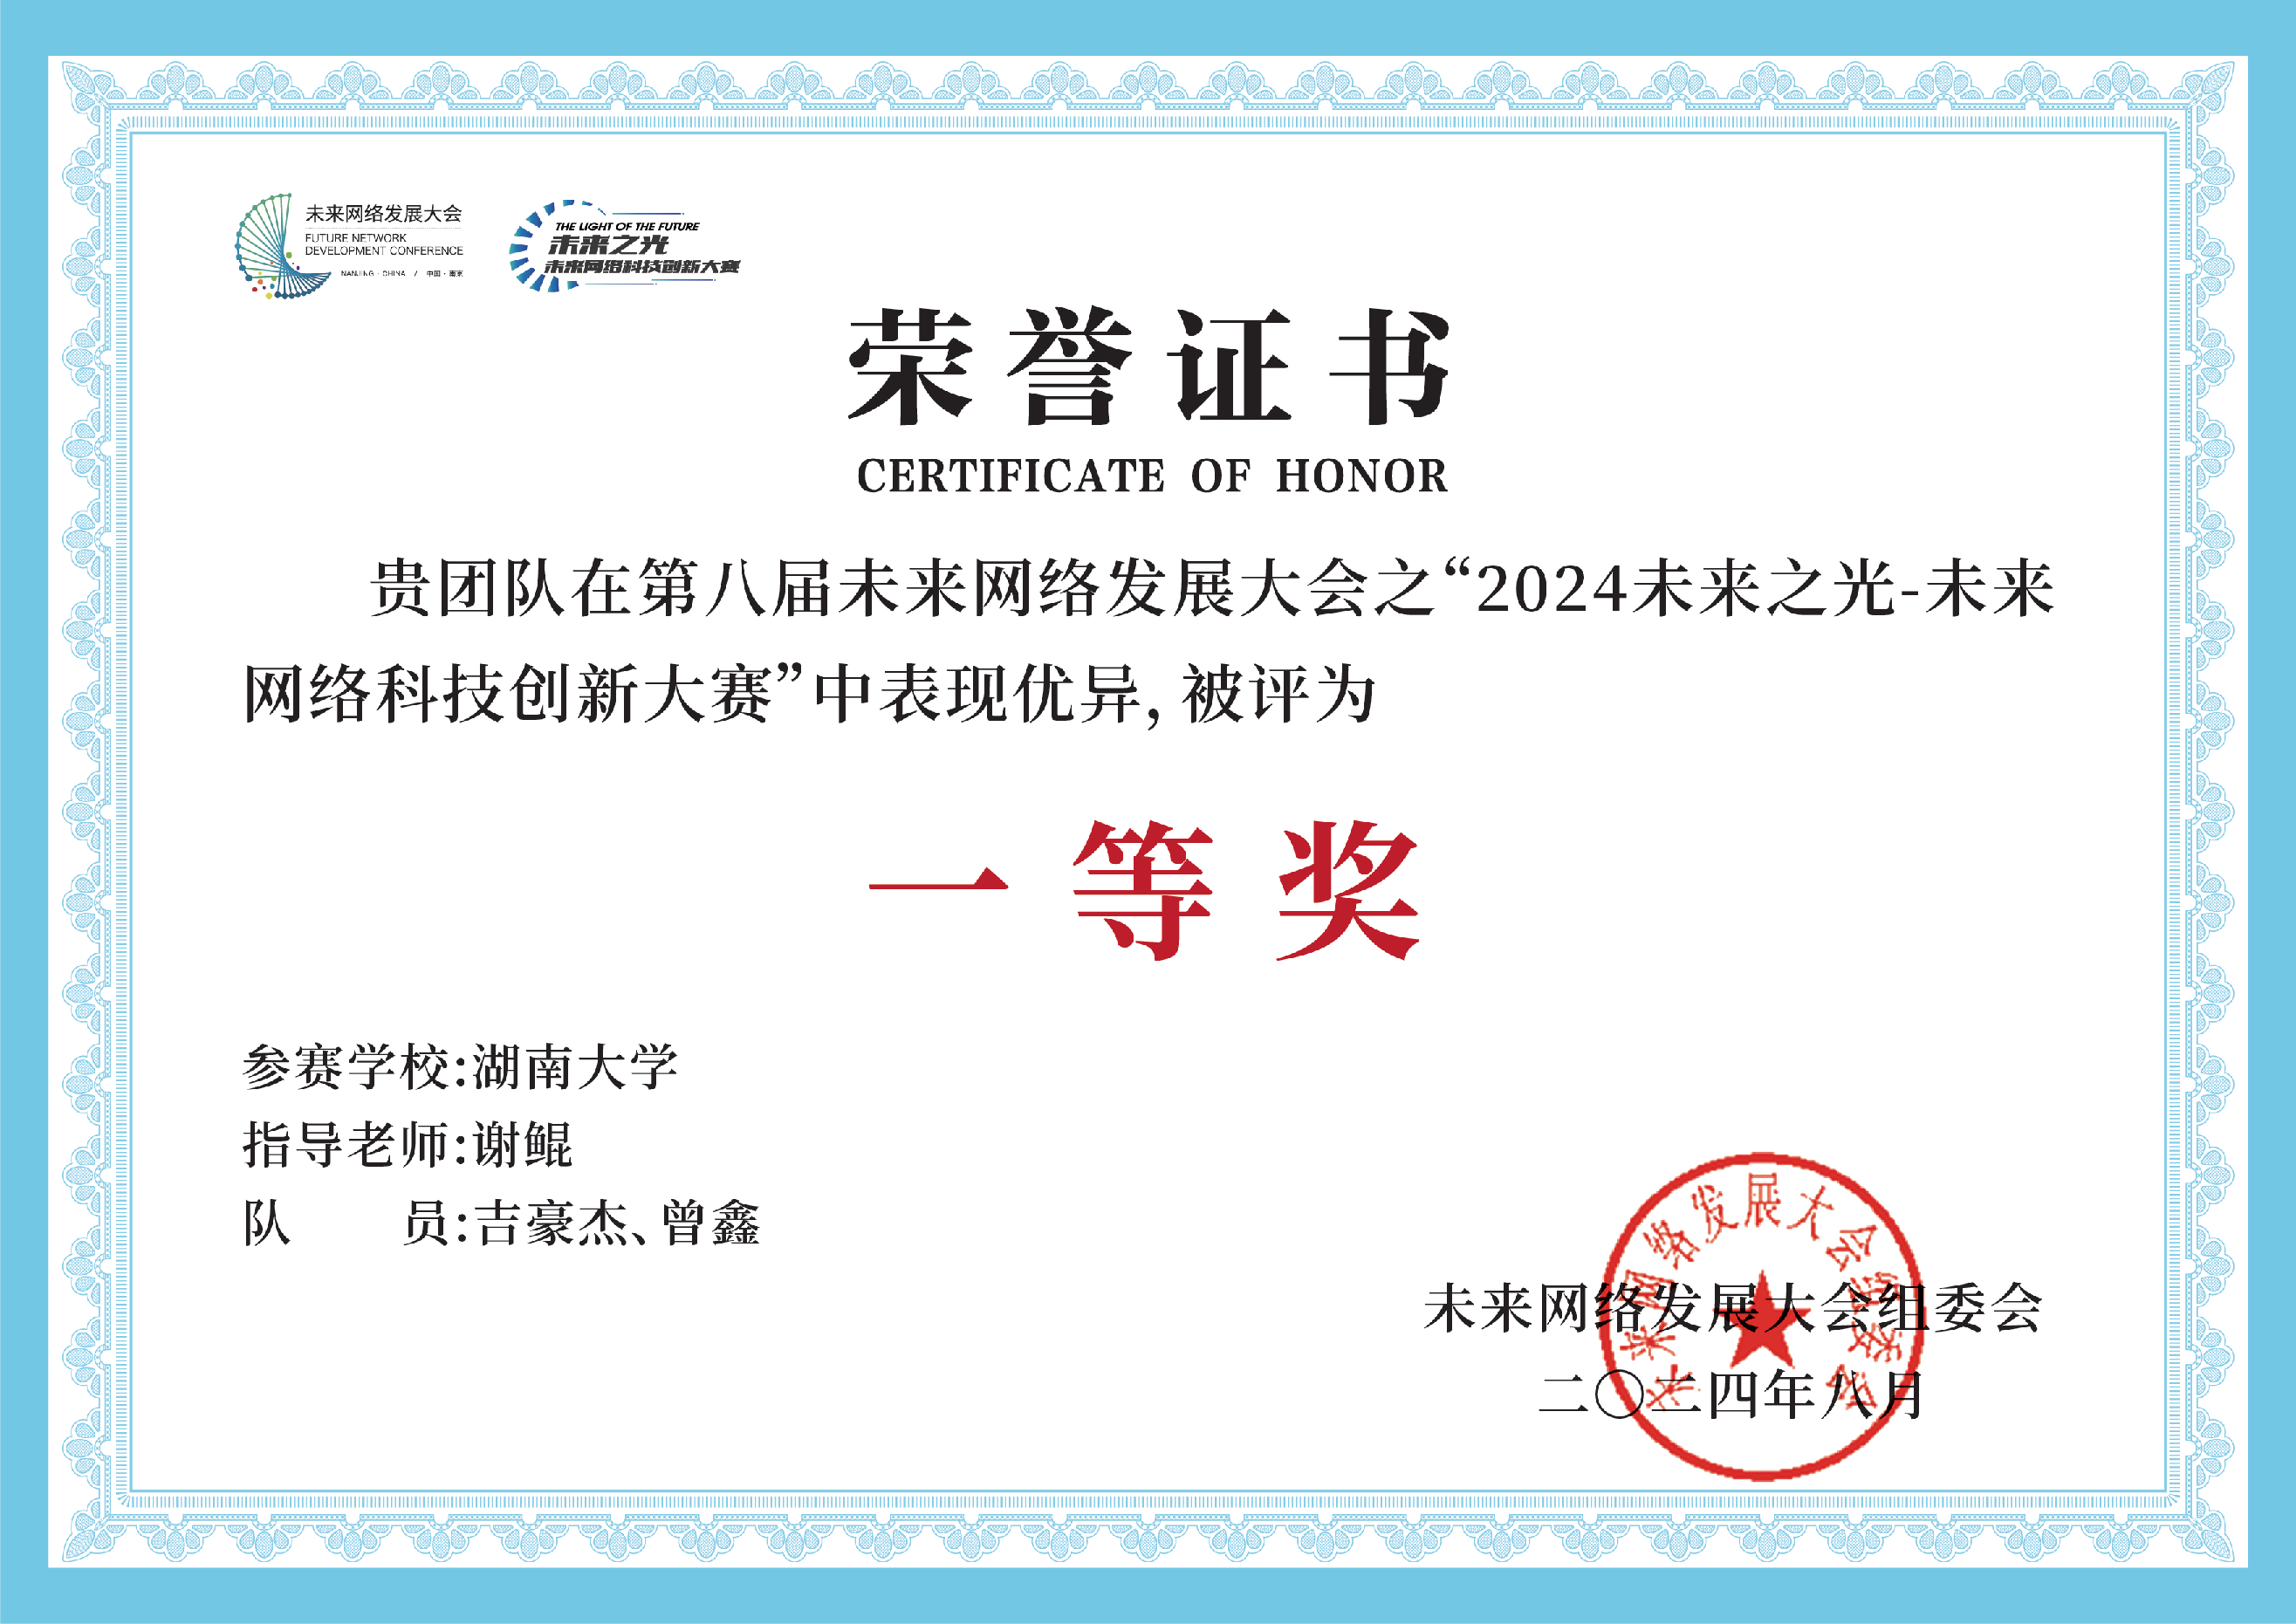 未来网络发展大会
FUTURE NETWORK
DEVELOPMENT CONFERENCE
NANJING · CHINA / 中国 · 南京
THE LIGHT OF THE FUTURE
未来之光
未来网络科技创新大赛
荣誉证书
CERTIFICATE OF HONOR
贵团队在第八届未来网络发展大会之“2024未来之光-未来
网络科技创新大赛”中表现优异,被评为
一等奖
参赛学校:湖南大学
指导老师:谢鲲
队 员:吉豪杰、曾鑫
未来网络发展大会组委会
二〇二四年八月
未来网络发展大会组委会